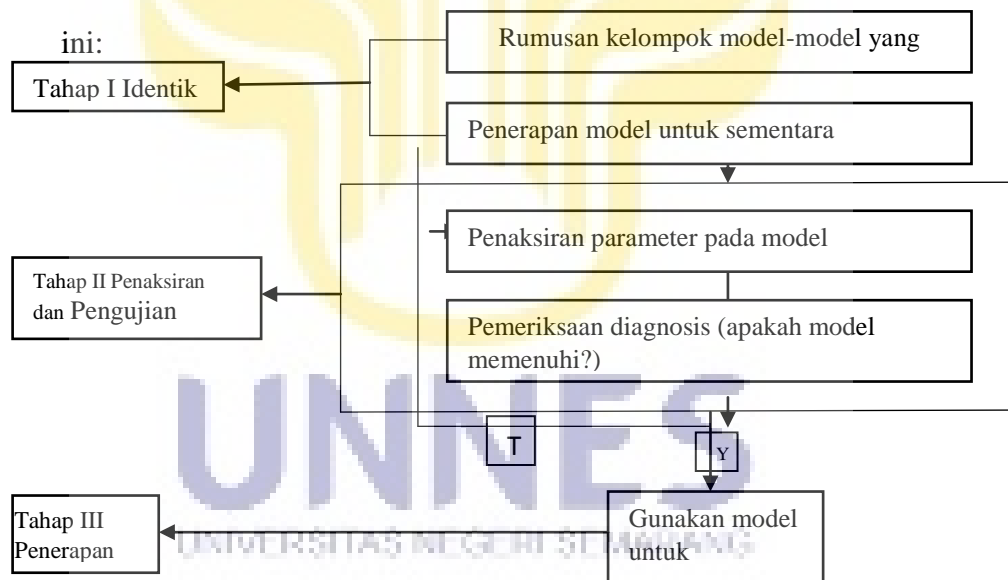 ini:
Rumusan kelompok model-model yang
Tahap I Identik
Penerapan model untuk sementara
Penaksiran parameter pada model
Tahap II Penaksiran
dan Pengujian
Pemeriksaan diagnosis (apakah model
memenuhi?)
UNNES
T
Y
Tahap III
Penerapan
Gunakan model
untuk
UNIVERSITAS NEGERI SEMARANG